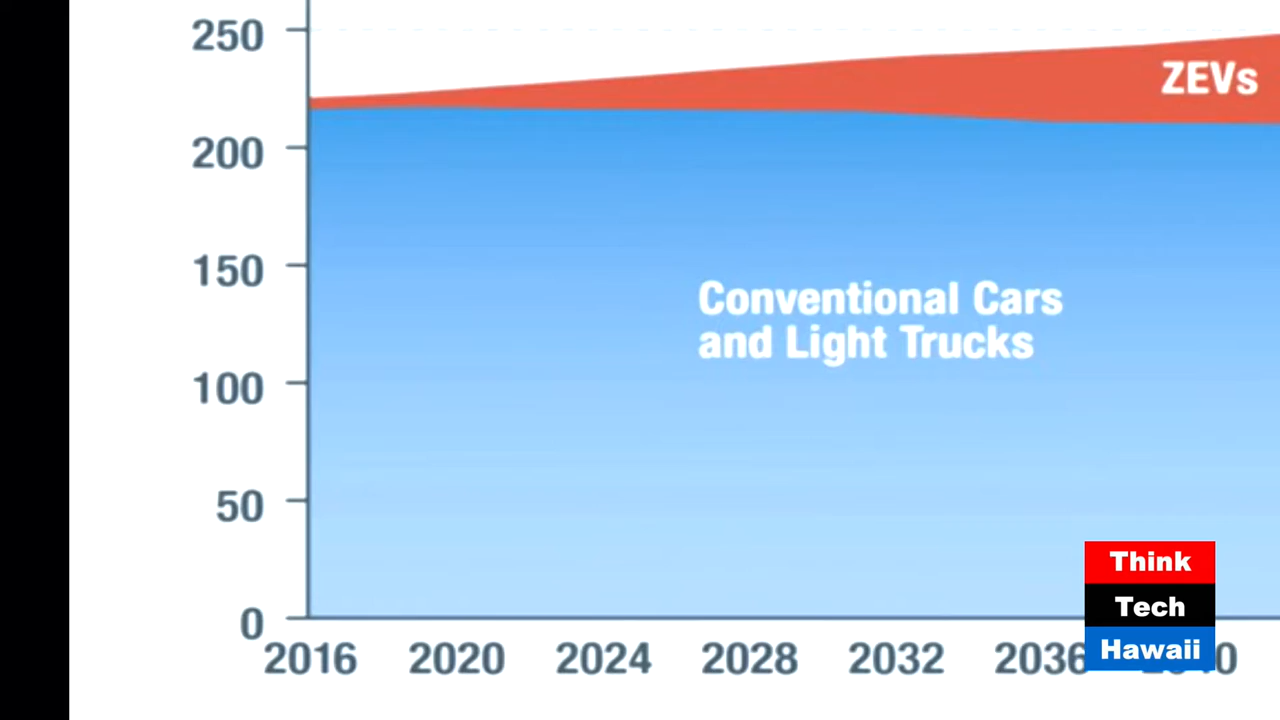 250
ZEVs
200
150
Conventional Cars
and Light Trucks
100
50
0
2016 2020 2024 2028 2032 2036
Think
Tech
Hawaii